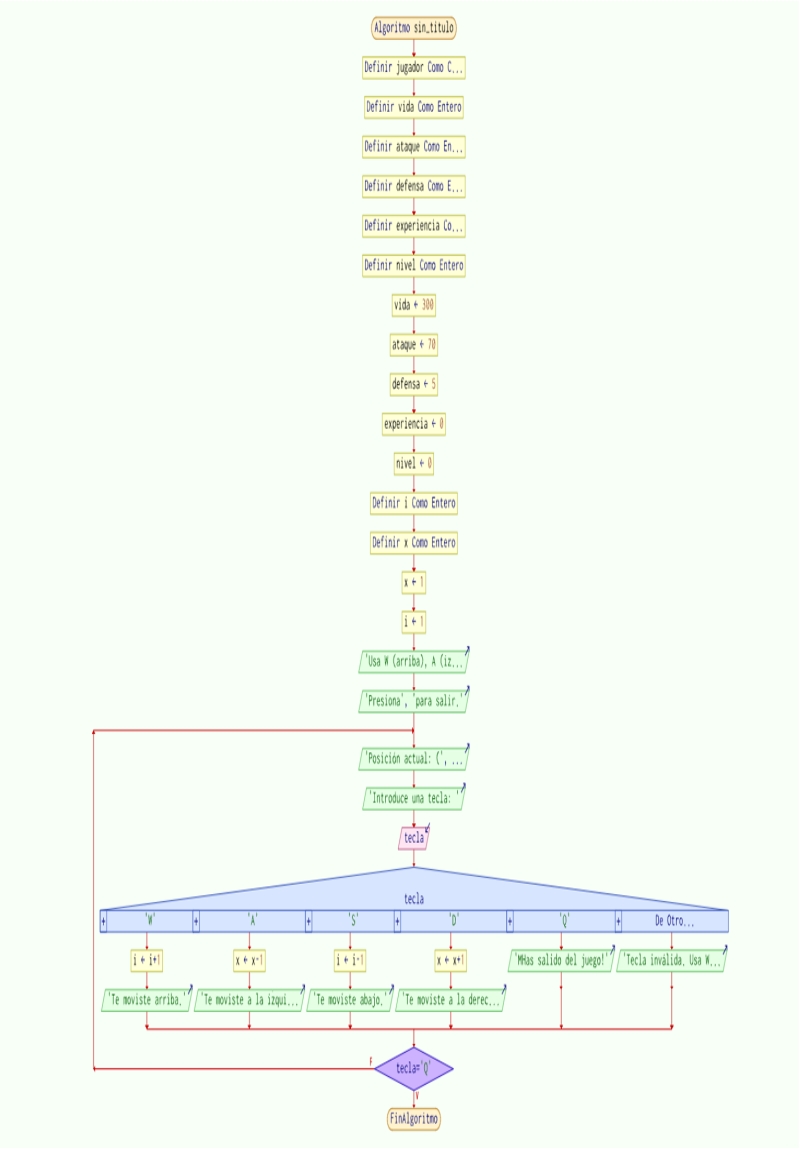 Algoritmo sin_titulo
Definir jugador Como C...
Definir vida Como Entero
Definir ataque Como En...
Definir defensa Como E...
Definir experiencia Co...
Definir nivel Como Entero
vida ← 300
ataque ← 70
defensa ← 5
experiencia ← 0
nivel ← 0
Definir i Como Entero
Definir x Como Entero
x ← 1
i ← 1
'Usa W (arriba), A (iz...
'Presiona', 'para salir.'
'Posición actual: (', ...
'Introduce una tecla: '
tecla
tecla
+ 'W' + 'A' + 'S' + 'D' + 'Q' + De Otro...
i ← i+1 x ← x-1 i ← i-1 x ← x+1 'MHas salido del juego!' 'Tecla inválida. Usa W...
'Te moviste arriba.' 'Te moviste a la izqui... 'Te moviste abajo.' 'Te moviste a la derec...
F
tecla='Q'
V
FinAlgoritmo